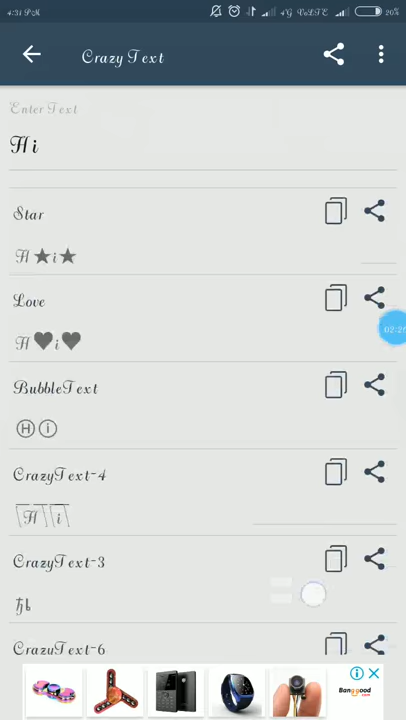 4:31 PM 4G VoLTE 20%
Crazy Text
Enter Text
Hi
Star
H★i★
Love
H♥i♥
BubbleText
Ⓗⓘ
CrazyText-4
H i
CrazyText-3
CrazyText-6
Banggood